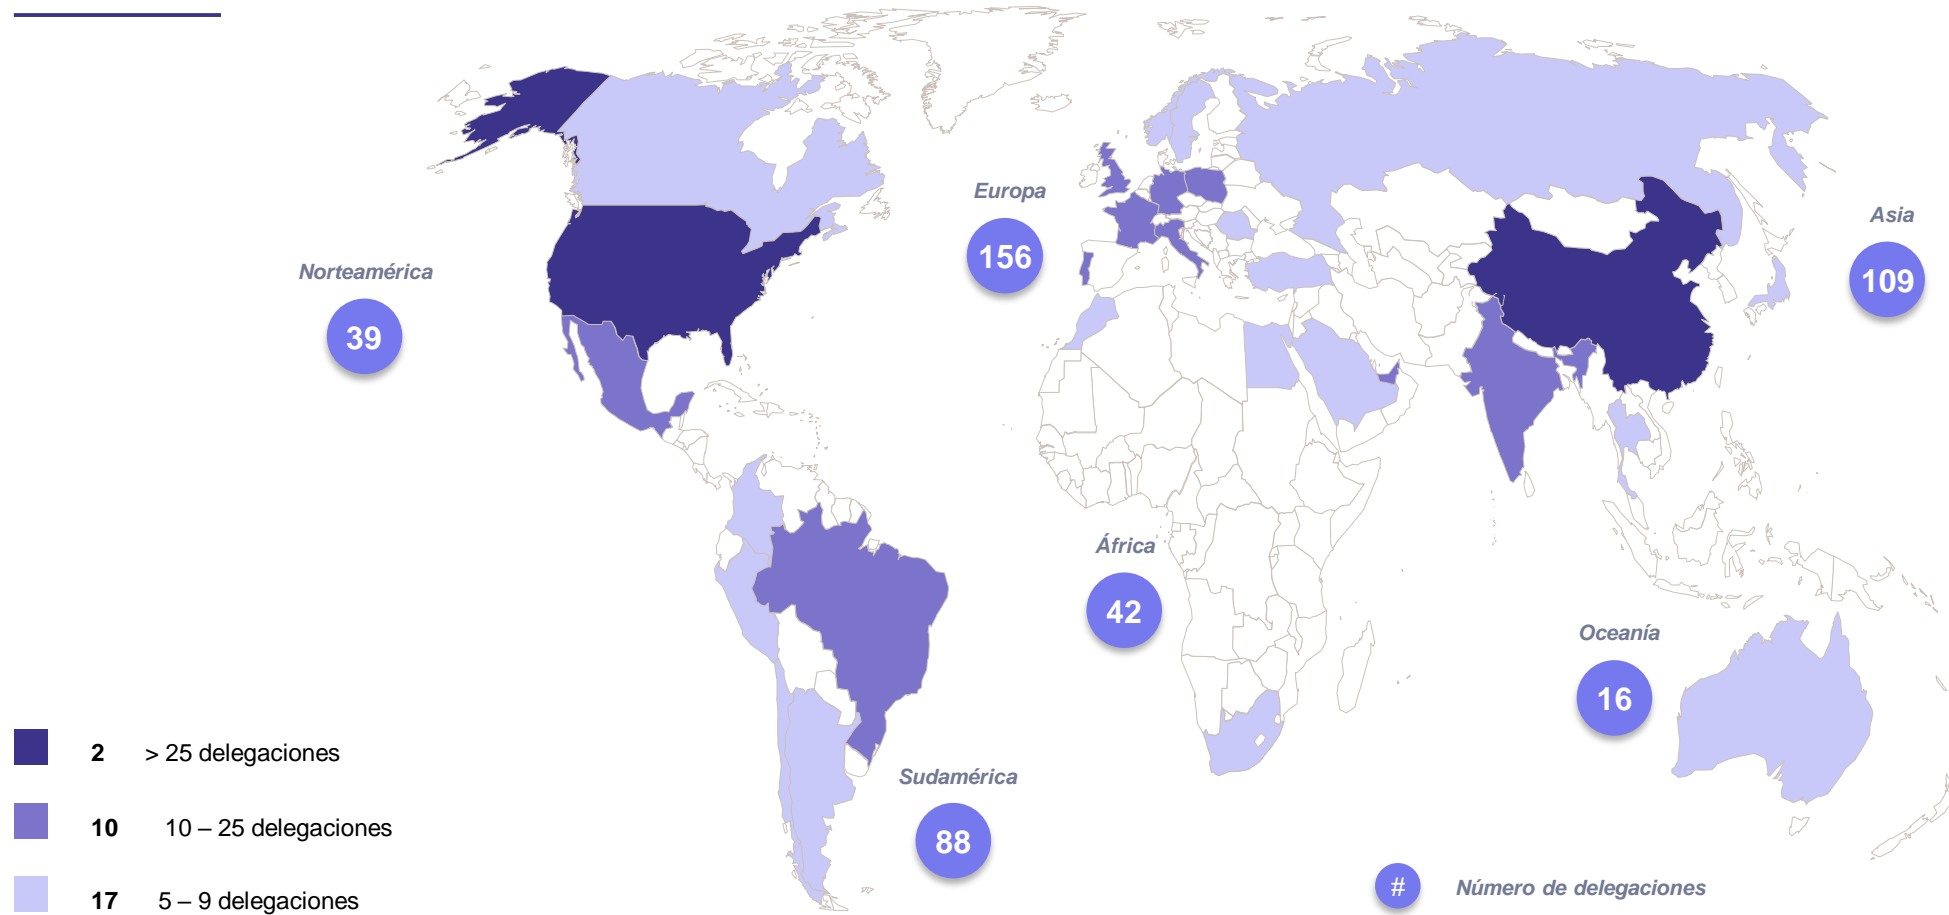 Europa
156
Asia
109
Norteamérica
39
África
42
Oceanía
16
Sudamérica
88
2 > 25 delegaciones
10 10 – 25 delegaciones
17 5 – 9 delegaciones
# Número de delegaciones